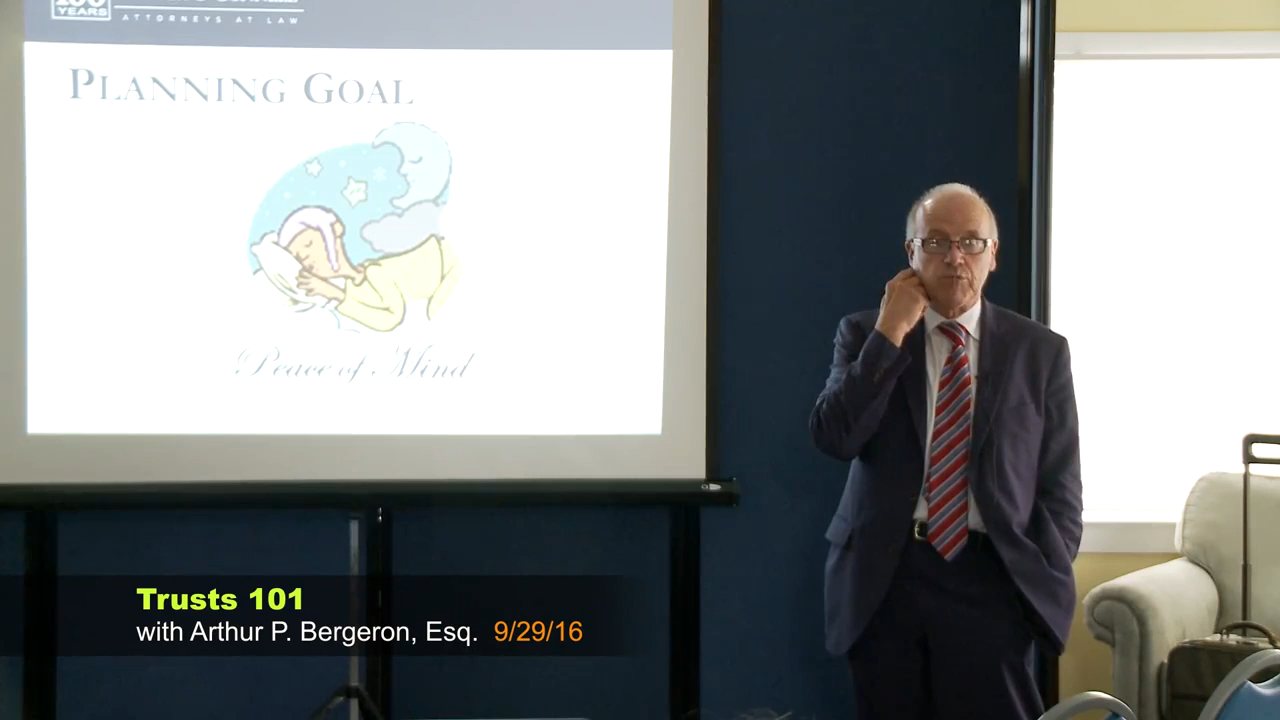 YEARS
ATTORNEYS AT LAW
PLANNING GOAL
Peace of Mind
Trusts 101
with Arthur P. Bergeron, Esq. 9/29/16